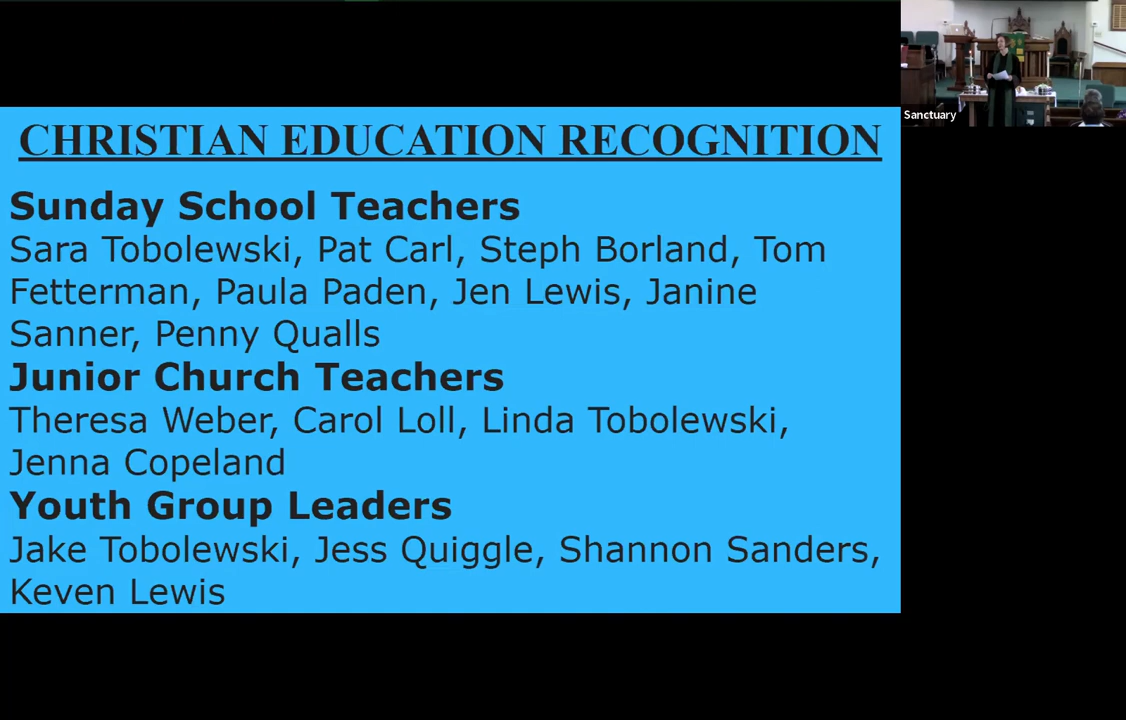 CHRISTIAN EDUCATION RECOGNITION
Sunday School Teachers
Sara Tobolewski, Pat Carl, Steph Borland, Tom
Fetterman, Paula Paden, Jen Lewis, Janine
Sanner, Penny Qualls
Junior Church Teachers
Theresa Weber, Carol Loll, Linda Tobolewski,
Jenna Copeland
Youth Group Leaders
Jake Tobolewski, Jess Quiggle, Shannon Sanders,
Keven Lewis
Sanctuary